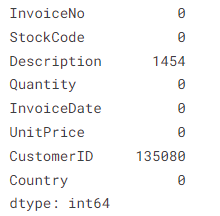 InvoiceNo 0
StockCode 0
Description 1454
Quantity 0
InvoiceDate 0
UnitPrice 0
CustomerID 135080
Country 0
dtype: int64